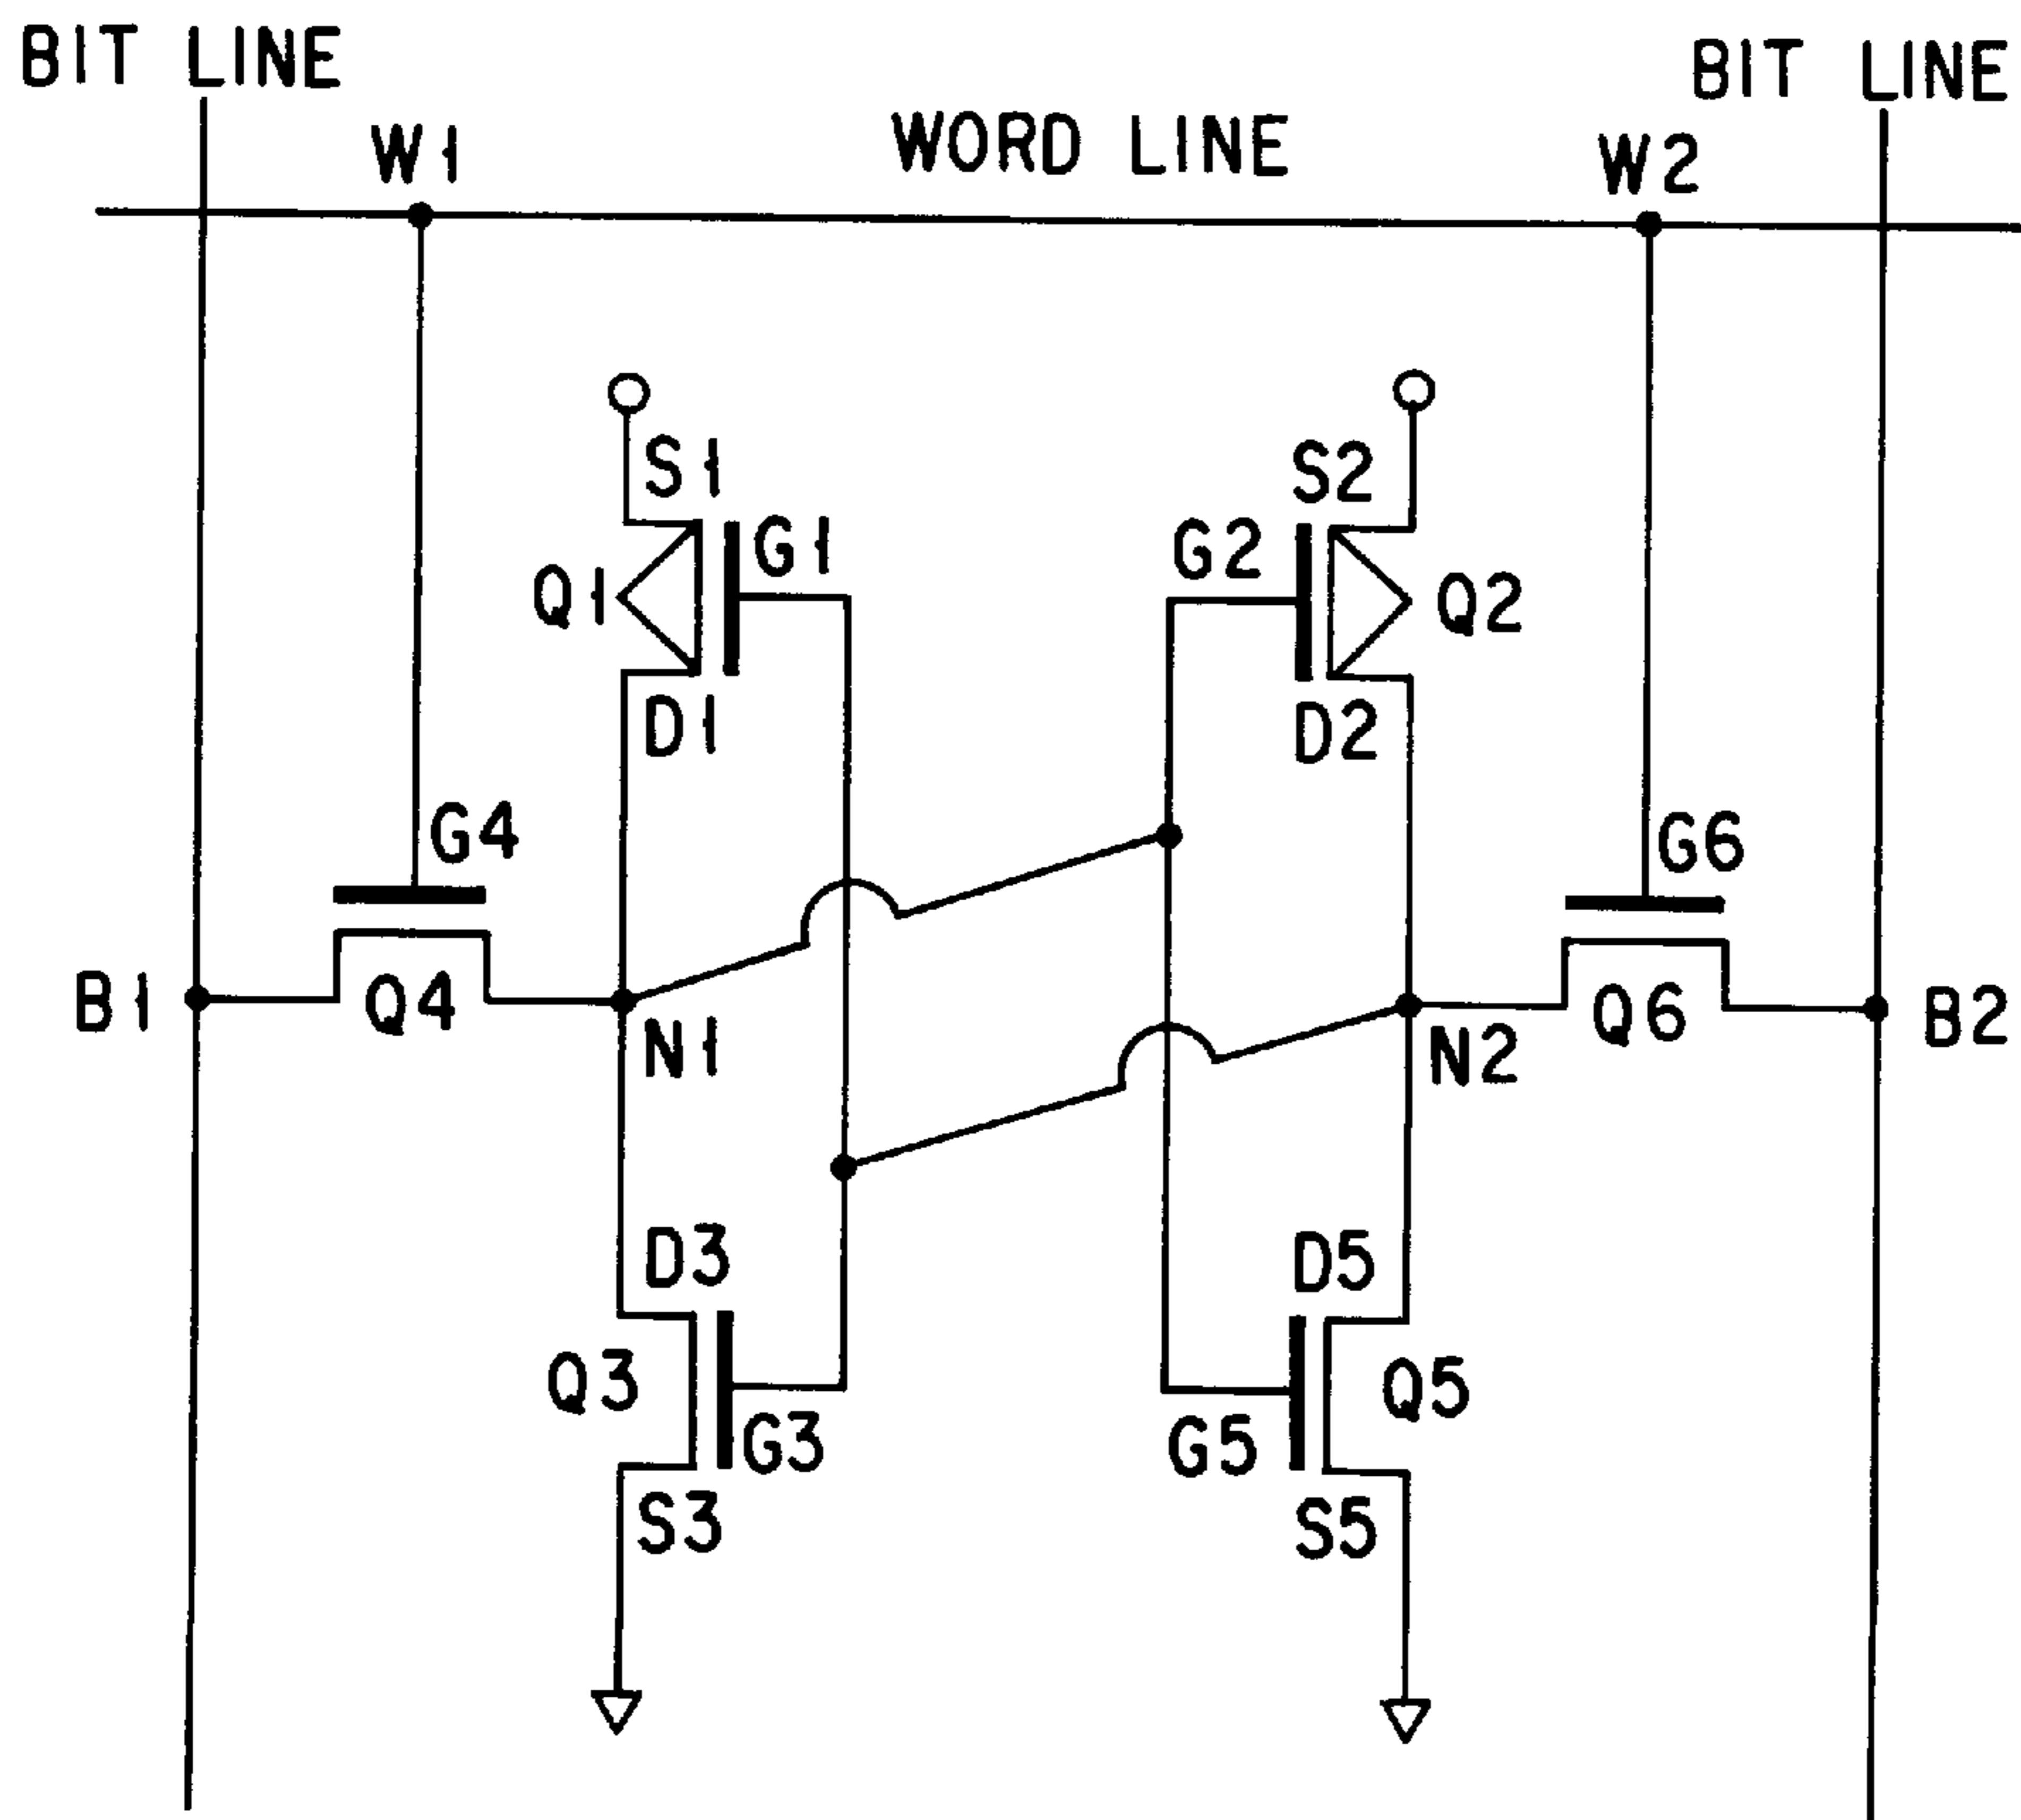 BIT LINE
BIT LINE
WORD LINE
W1
W2
S1
S2
G1
G2
Q1
Q2
D1
D2
G4
G6
B1
Q4
N1
N2
Q6
B2
D3
D5
Q3
Q5
G3
G5
S3
S5